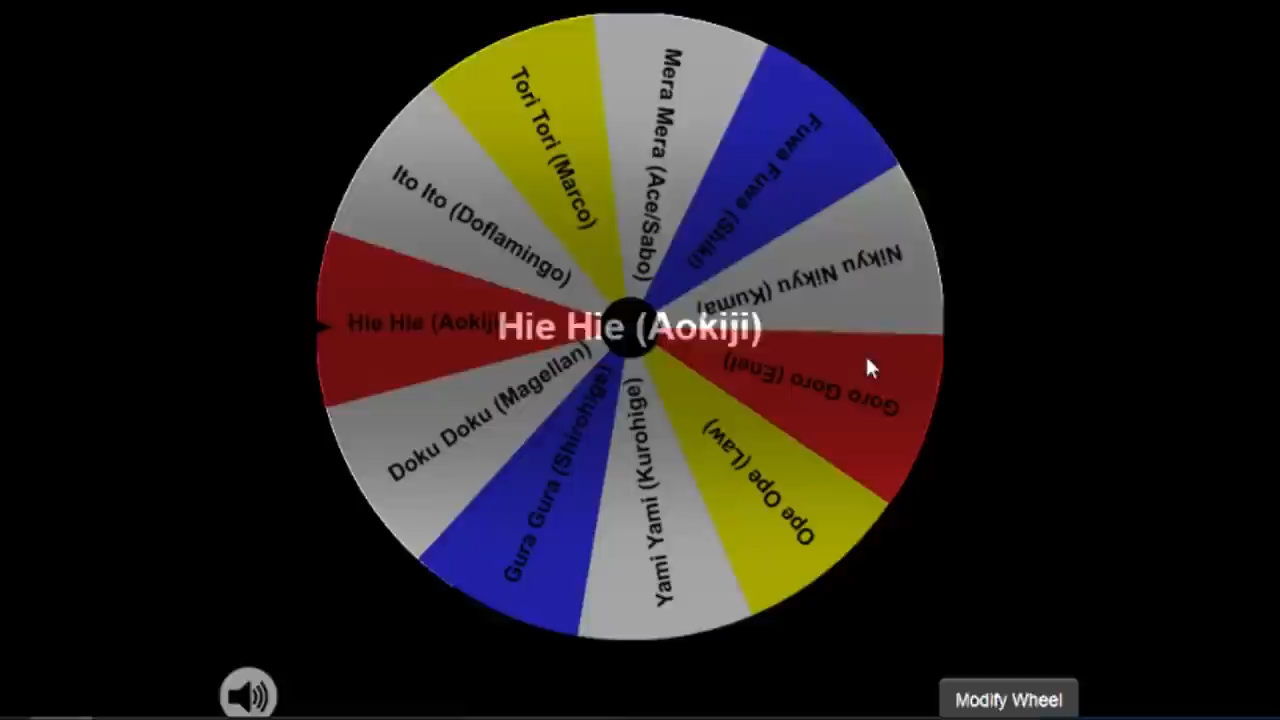 Mera Mera (Ace/Sabo)
Fuwa Fuwa (Shiki)
Nikyu Nikyu (Kuma)
Goro Goro (Enel)
Ope Ope (Law)
Yami Yami (Kurohige)
Gura Gura (Shirohige)
Doku Doku (Magellan)
Hie Hie (Aokiji
Ito Ito (Doflamingo)
Tori Tori (Marco)
Hie Hie (Aokiji)
Modify Wheel